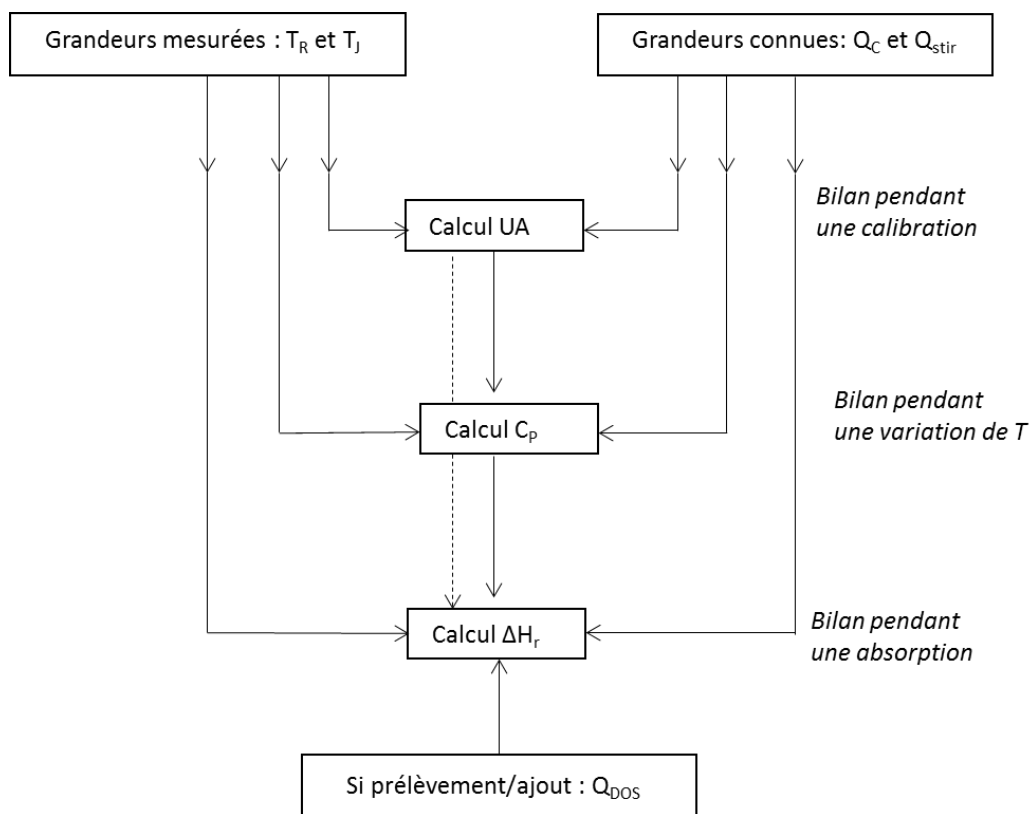 Grandeurs mesurées : T_R et T_J
Grandeurs connues: Q_C et Q_stir
Bilan pendant
une calibration
Calcul UA
Bilan pendant
une variation de T
Calcul C_P
Bilan pendant
une absorption
Calcul ΔH_r
Si prélèvement/ajout : Q_DOS